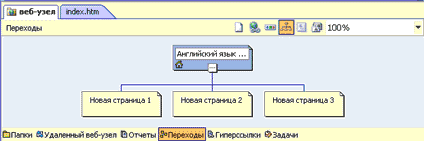 веб-узел index.htm
Переходы 100%
Английский язык ...
Новая страница 1 Новая страница 2 Новая страница 3
Папки Удаленный веб-узел Отчеты Переходы Гиперссылки Задачи